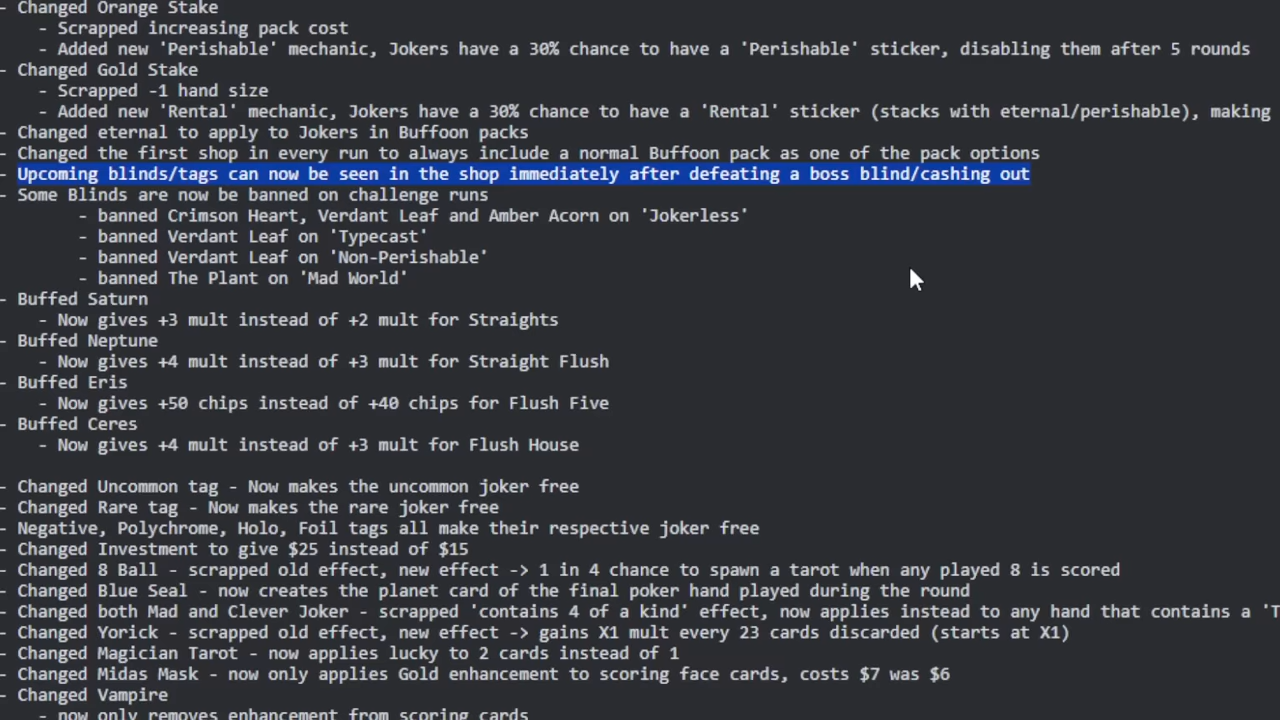 - Changed Orange Stake
- Scrapped increasing pack cost
- Added new 'Perishable' mechanic, Jokers have a 30% chance to have a 'Perishable' sticker, disabling them after 5 rounds
- Changed Gold Stake
- Scrapped -1 hand size
- Added new 'Rental' mechanic, Jokers have a 30% chance to have a 'Rental' sticker (stacks with eternal/perishable), making
- Changed eternal to apply to Jokers in Buffoon packs
- Changed the first shop in every run to always include a normal Buffoon pack as one of the pack options
- Upcoming blinds/tags can now be seen in the shop immediately after defeating a boss blind/cashing out
- Some Blinds are now be banned on challenge runs
- banned Crimson Heart, Verdant Leaf and Amber Acorn on 'Jokerless'
- banned Verdant Leaf on 'Typecast'
- banned Verdant Leaf on 'Non-Perishable'
- banned The Plant on 'Mad World'
- Buffed Saturn
- Now gives +3 mult instead of +2 mult for Straights
- Buffed Neptune
- Now gives +4 mult instead of +3 mult for Straight Flush
- Buffed Eris
- Now gives +50 chips instead of +40 chips for Flush Five
- Buffed Ceres
- Now gives +4 mult instead of +3 mult for Flush House
- Changed Uncommon tag - Now makes the uncommon joker free
- Changed Rare tag - Now makes the rare joker free
- Negative, Polychrome, Holo, Foil tags all make their respective joker free
- Changed Investment to give $25 instead of $15
- Changed 8 Ball - scrapped old effect, new effect -> 1 in 4 chance to spawn a tarot when any played 8 is scored
- Changed Blue Seal - now creates the planet card of the final poker hand played during the round
- Changed both Mad and Clever Joker - scrapped 'contains 4 of a kind' effect, now applies instead to any hand that contains a 'T
- Changed Yorick - scrapped old effect, new effect -> gains X1 mult every 23 cards discarded (starts at X1)
- Changed Magician Tarot - now applies lucky to 2 cards instead of 1
- Changed Midas Mask - now only applies Gold enhancement to scoring face cards, costs $7 was $6
- Changed Vampire
- now only removes enhancement from scoring cards